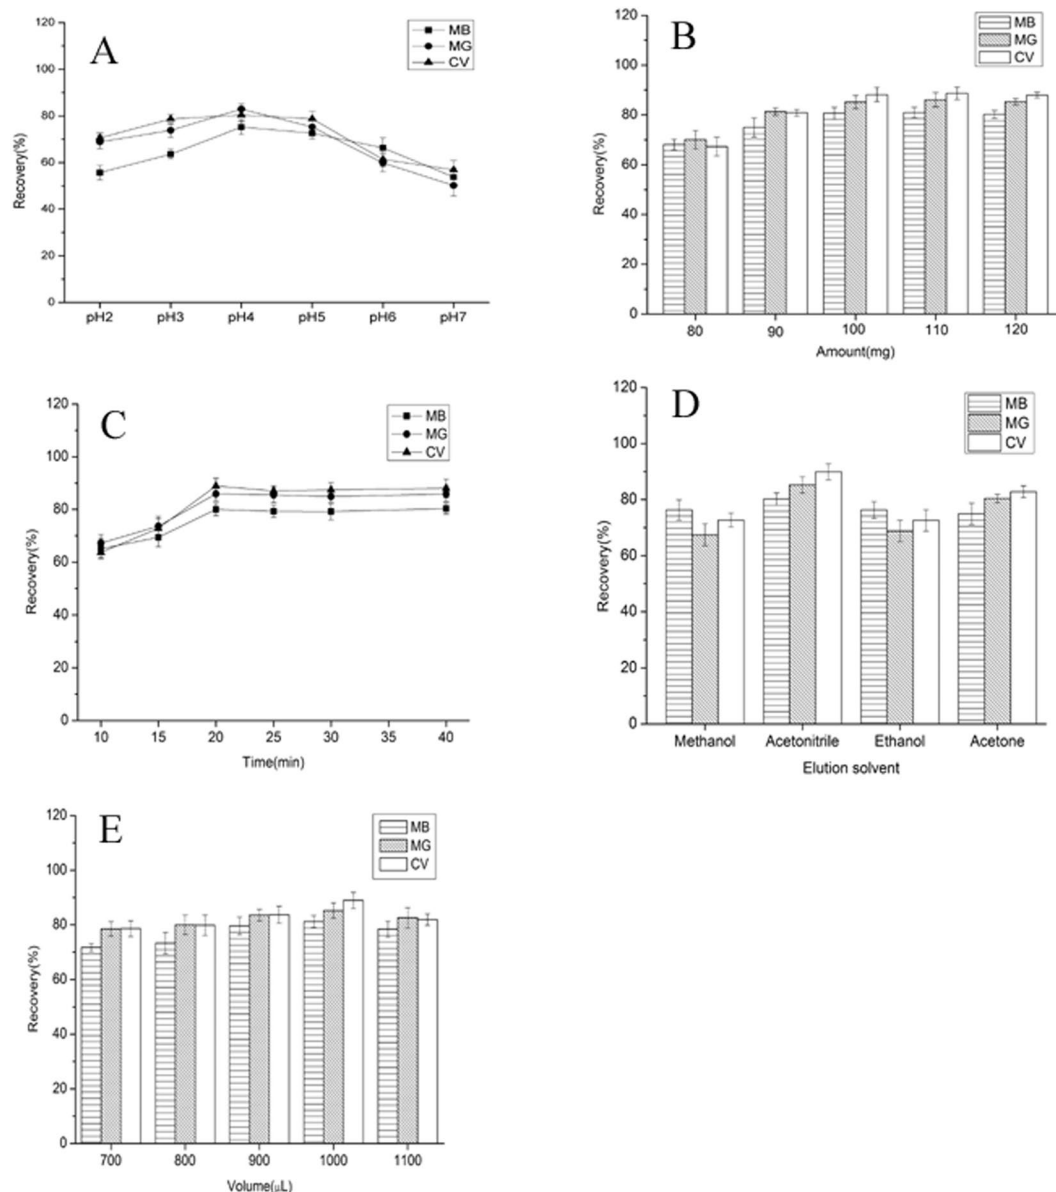 A
MB
MG
CV
Recovery(%)
120
100
80
60
40
20
0
pH2 pH3 pH4 pH5 pH6 pH7
B
MB
MG
CV
Recovery(%)
120
100
80
60
40
20
0
80 90 100 110 120
Amount(mg)
C
MB
MG
CV
Recovery(%)
120
100
80
60
40
20
0
10 15 20 25 30 35 40
Time(min)
D
MB
MG
CV
Recovery(%)
120
100
80
60
40
20
0
Methanol Acetonitrile Ethanol Acetone
Elution solvent
E
MB
MG
CV
Recovery(%)
120
100
80
60
40
20
0
700 800 900 1000 1100
Volume(μL)